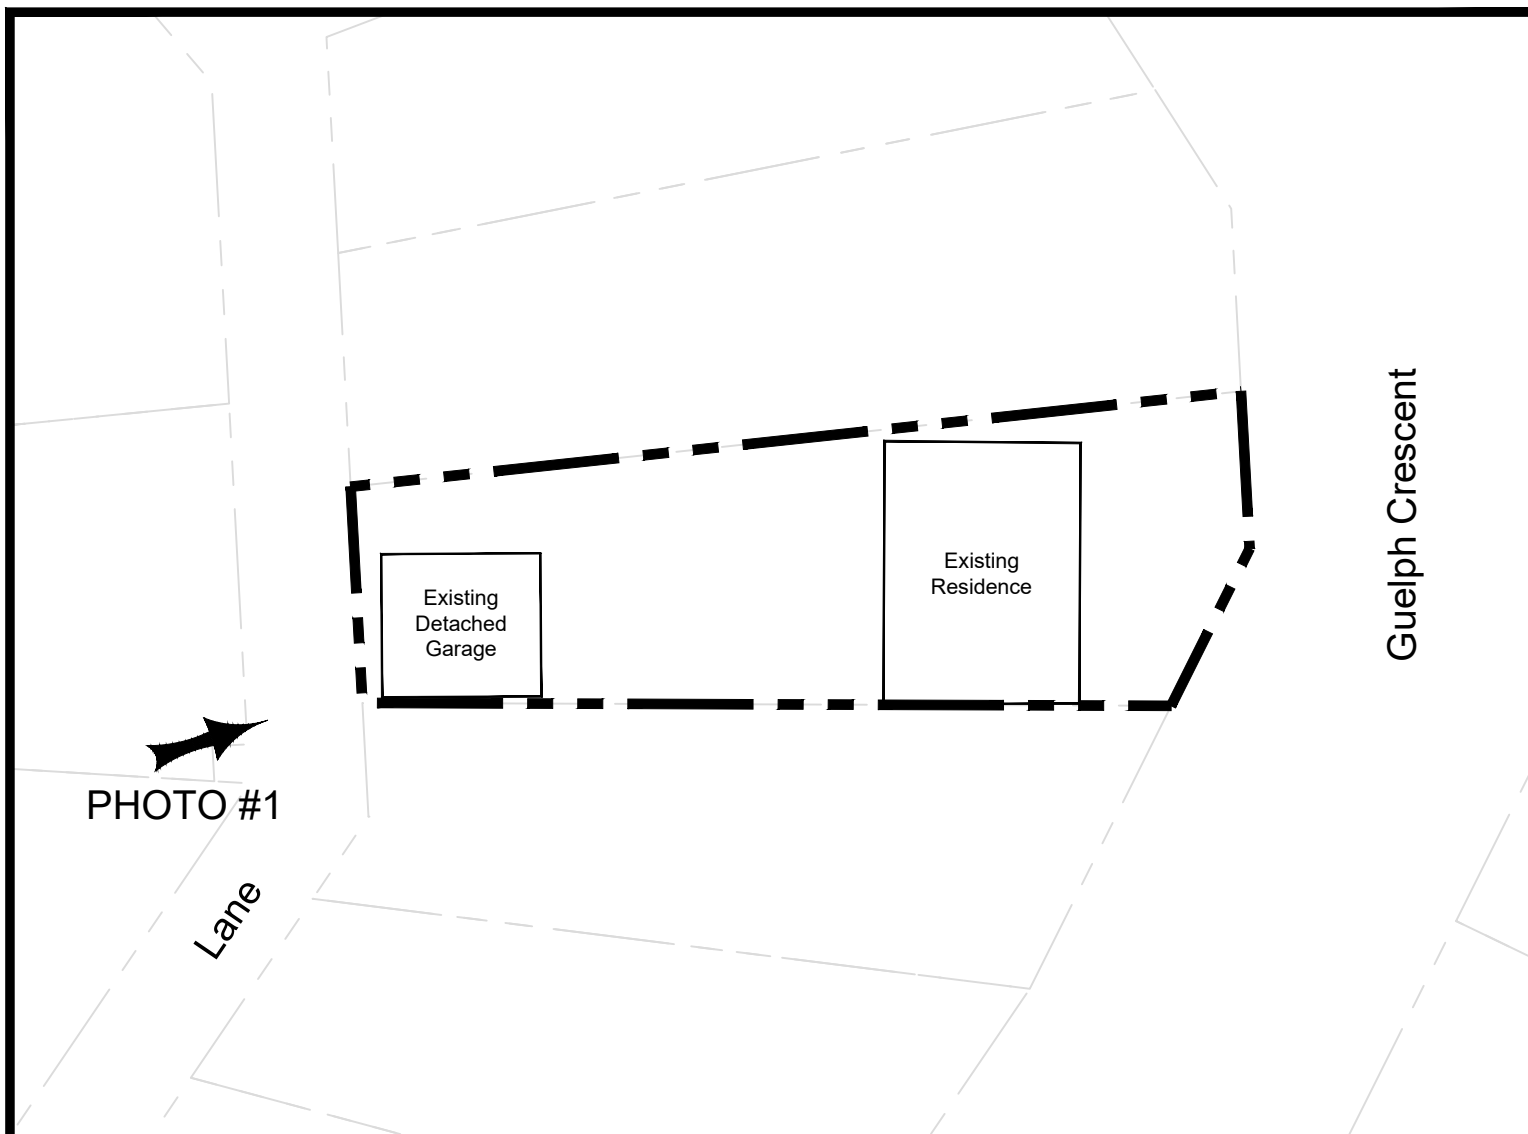 Guelph Crescent
Existing
Residence
Existing
Detached
Garage
PHOTO #1
Lane